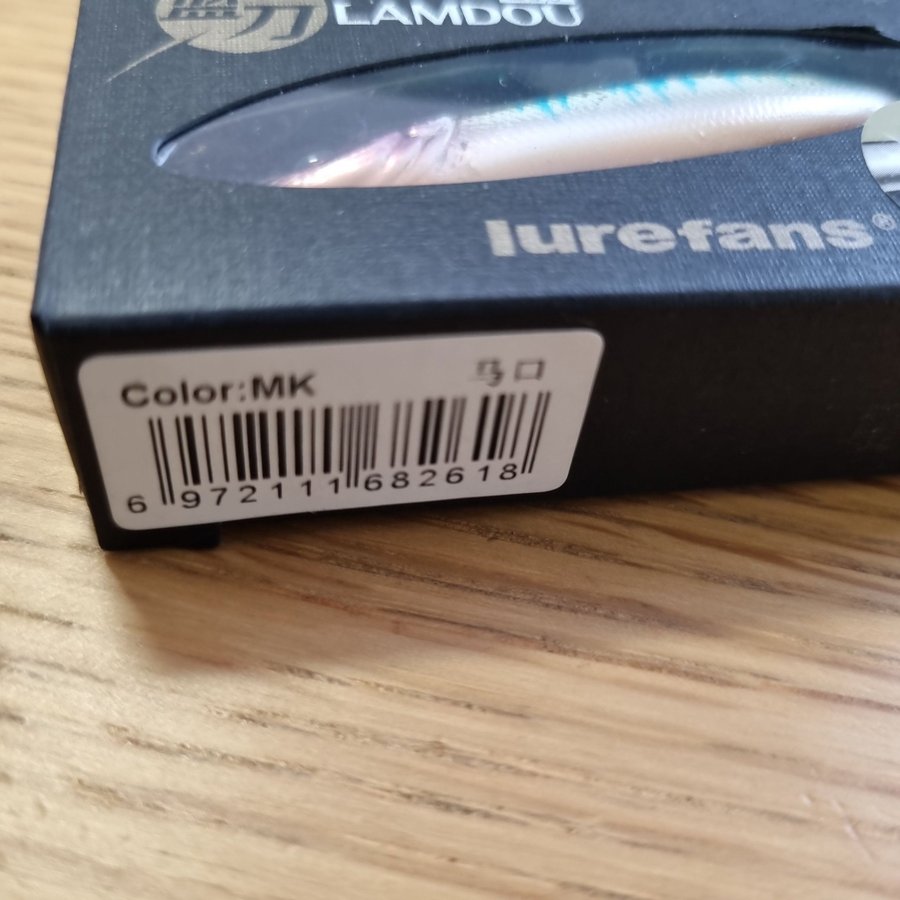 LAMDOU
lurefans®
Color:MK 马口
6 972111 682618